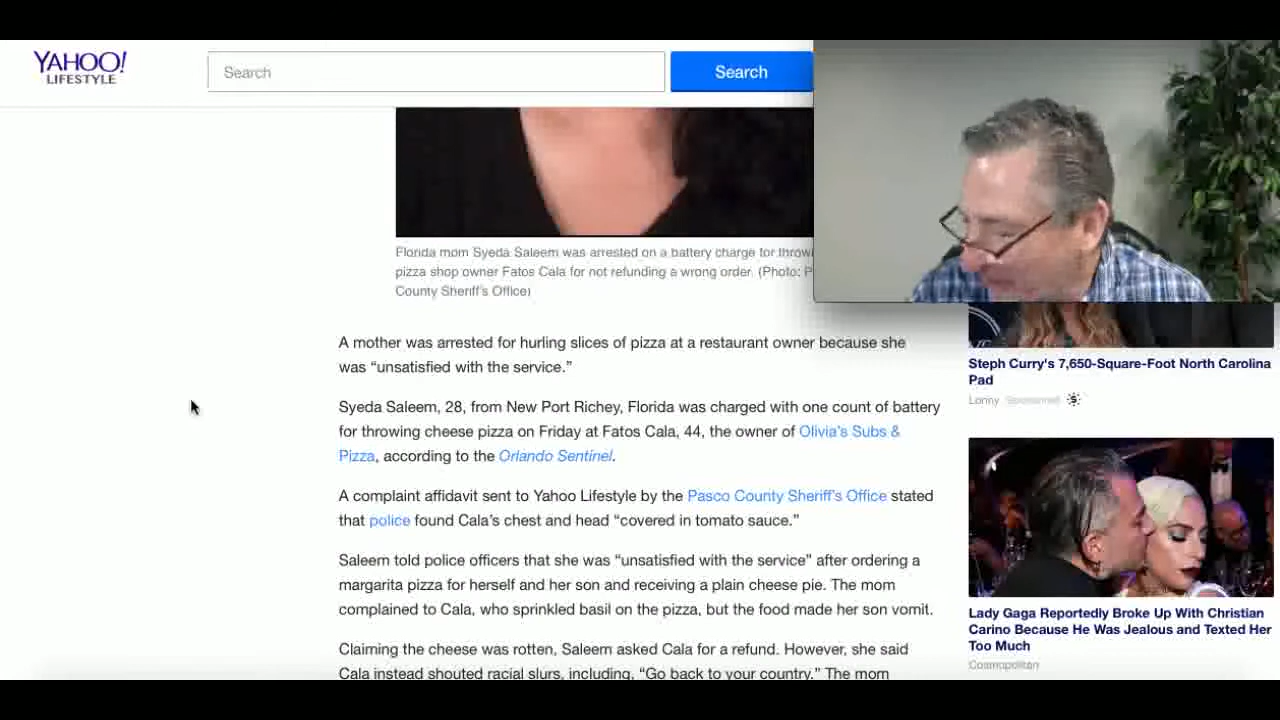 YAHOO!
LIFESTYLE
Search
Search
Florida mom Syeda Saleem was arrested on a battery charge for throwi
pizza shop owner Fatos Cala for not refunding a wrong order. (Photo: P
County Sheriff's Office)
A mother was arrested for hurling slices of pizza at a restaurant owner because she
was “unsatisfied with the service.”
Syeda Saleem, 28, from New Port Richey, Florida was charged with one count of battery
for throwing cheese pizza on Friday at Fatos Cala, 44, the owner of Olivia’s Subs &
Pizza, according to the Orlando Sentinel.
A complaint affidavit sent to Yahoo Lifestyle by the Pasco County Sheriff’s Office stated
that police found Cala’s chest and head “covered in tomato sauce.”
Saleem told police officers that she was “unsatisfied with the service” after ordering a
margarita pizza for herself and her son and receiving a plain cheese pie. The mom
complained to Cala, who sprinkled basil on the pizza, but the food made her son vomit.
Claiming the cheese was rotten, Saleem asked Cala for a refund. However, she said
Cala instead shouted racial slurs, including, “Go back to your country.” The mom
Steph Curry's 7,650-Square-Foot North Carolina
Pad
Lonny Sponsored
Lady Gaga Reportedly Broke Up With Christian
Carino Because He Was Jealous and Texted Her
Too Much
Cosmopolitan